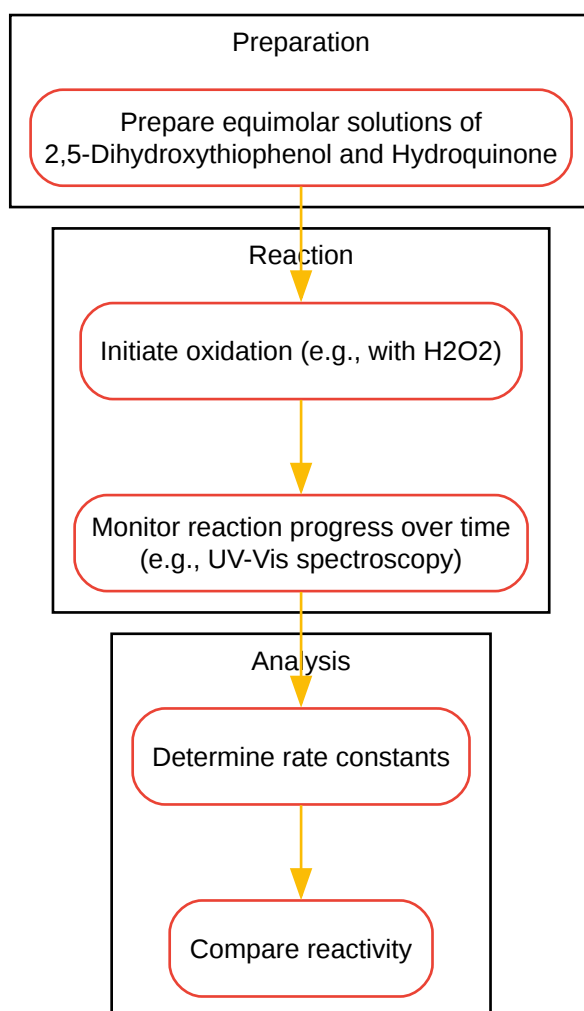 Preparation
Prepare equimolar solutions of
2,5-Dihydroxythiophenol and Hydroquinone
Reaction
Initiate oxidation (e.g., with H2O2)
Monitor reaction progress over time
(e.g., UV-Vis spectroscopy)
Analysis
Determine rate constants
Compare reactivity